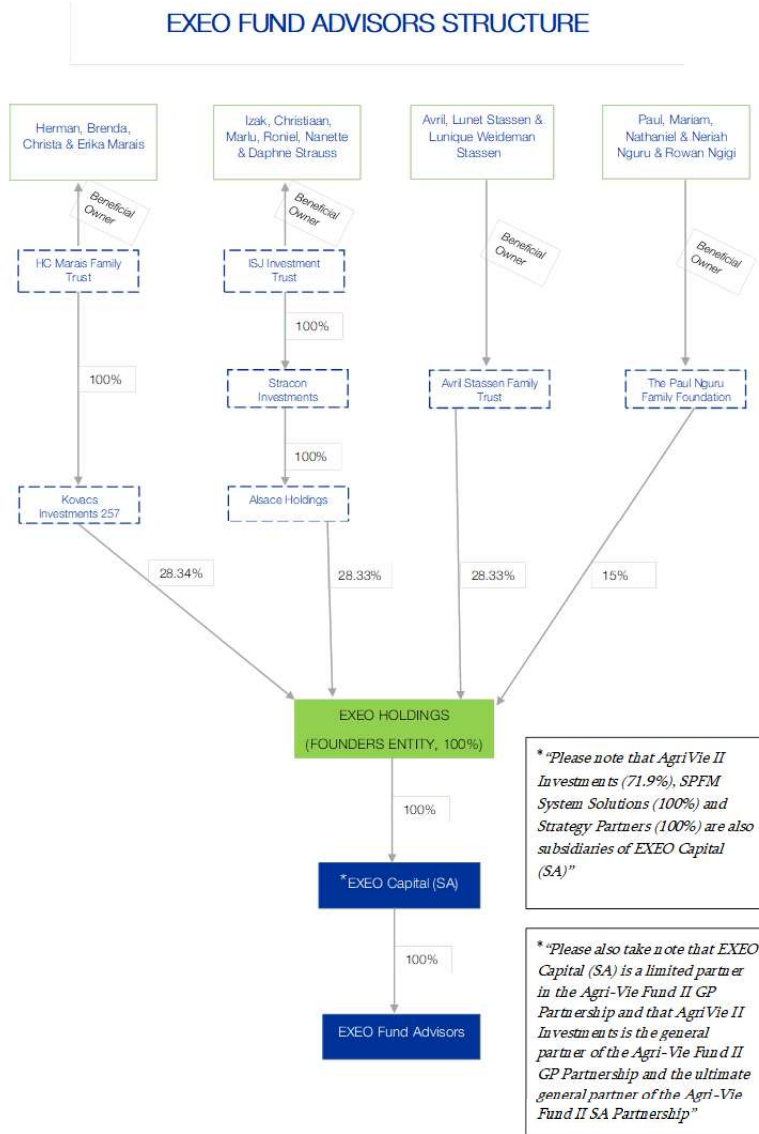 EXEO FUND ADVISORS STRUCTURE
Herman, Brenda,
Christa & Erika Marais
Izak, Christiaan,
Marlu, Roniel, Nanette
& Daphne Strauss
Avril, Lunet Stassen &
Lunique Weideman
Stassen
Paul, Mariam,
Nathaniel & Neriah
Nguru & Rowan Ngigi
Beneficial
Owner
Beneficial
Owner
Beneficial
Owner
Beneficial
Owner
HC Marais Family
Trust
ISJ Investment
Trust
100%
100%
Stracon
Investments
Avril Stassen Family
Trust
The Paul Nguru
Family Foundation
100%
Kovacs
Investments 257
Alsace Holdings
28.34%
28.33%
28.33%
15%
EXEO HOLDINGS
(FOUNDERS ENTITY, 100%)
100%
*EXEO Capital (SA)
100%
EXEO Fund Advisors
*"Please note that AgriVie II
Investments (71.9%), SPFM
System Solutions (100%) and
Strategy Partners (100%) are also
subsidiaries of EXEO Capital
(SA)"
*"Please also take note that EXEO
Capital (SA) is a limited partner
in the Agri-Vie Fund II GP
Partnership and that AgriVie II
Investments is the general
partner of the Agri-Vie Fund II
GP Partnership and the ultimate
general partner of the Agri-Vie
Fund II SA Partnership"